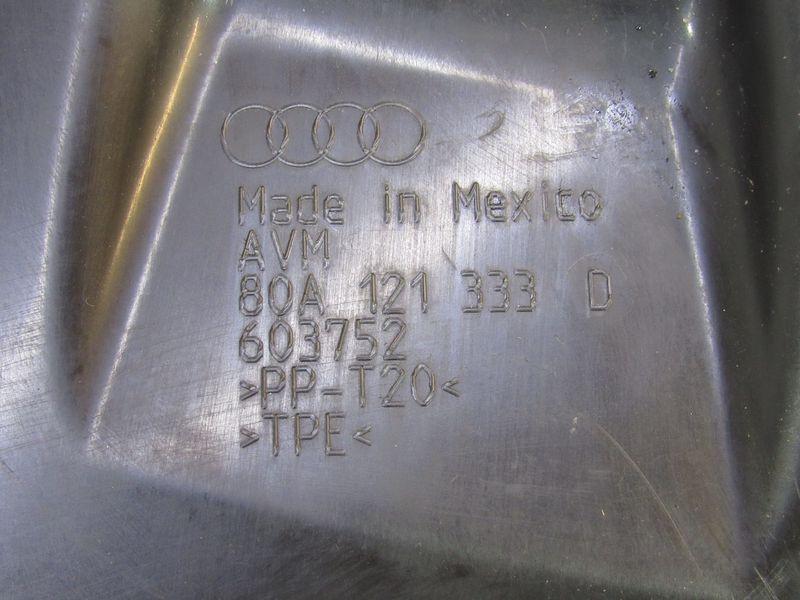 Made in Mexico
AVM
80A 121 333 D
603752
>PP-T20<
>TPE<